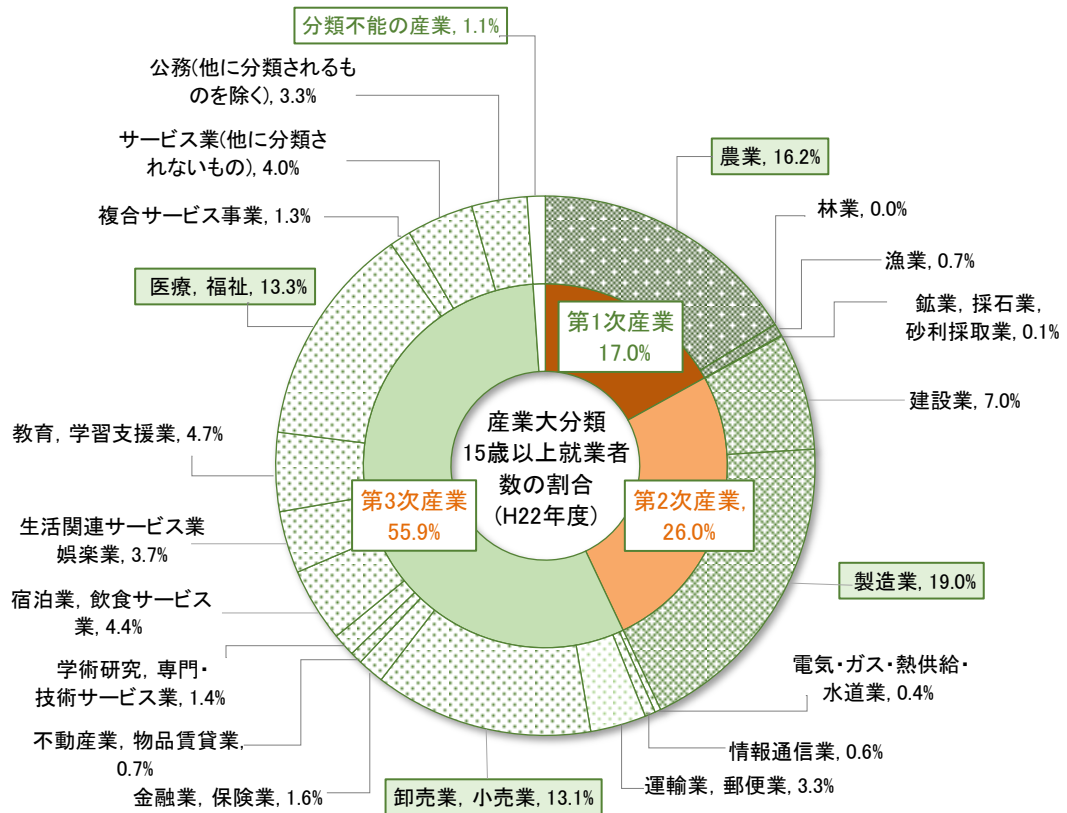 分類不能の産業, 1.1%
公務(他に分類されるも
のを除く), 3.3%
サービス業(他に分類さ
れないもの), 4.0%
複合サービス事業, 1.3%
医療, 福祉, 13.3%
教育, 学習支援業, 4.7%
生活関連サービス業
娯楽業, 3.7%
宿泊業, 飲食サービス
業, 4.4%
学術研究, 専門・
技術サービス業, 1.4%
不動産業, 物品賃貸業,
0.7%
金融業, 保険業, 1.6%
卸売業, 小売業, 13.1%
運輸業, 郵便業, 3.3%
情報通信業, 0.6%
電気・ガス・熱供給・
水道業, 0.4%
製造業, 19.0%
建設業, 7.0%
鉱業, 採石業,
砂利採取業, 0.1%
漁業, 0.7%
林業, 0.0%
農業, 16.2%
第1次産業
17.0%
第2次産業,
26.0%
第3次産業
55.9%
産業大分類
15歳以上就業者
数の割合
(H22年度)